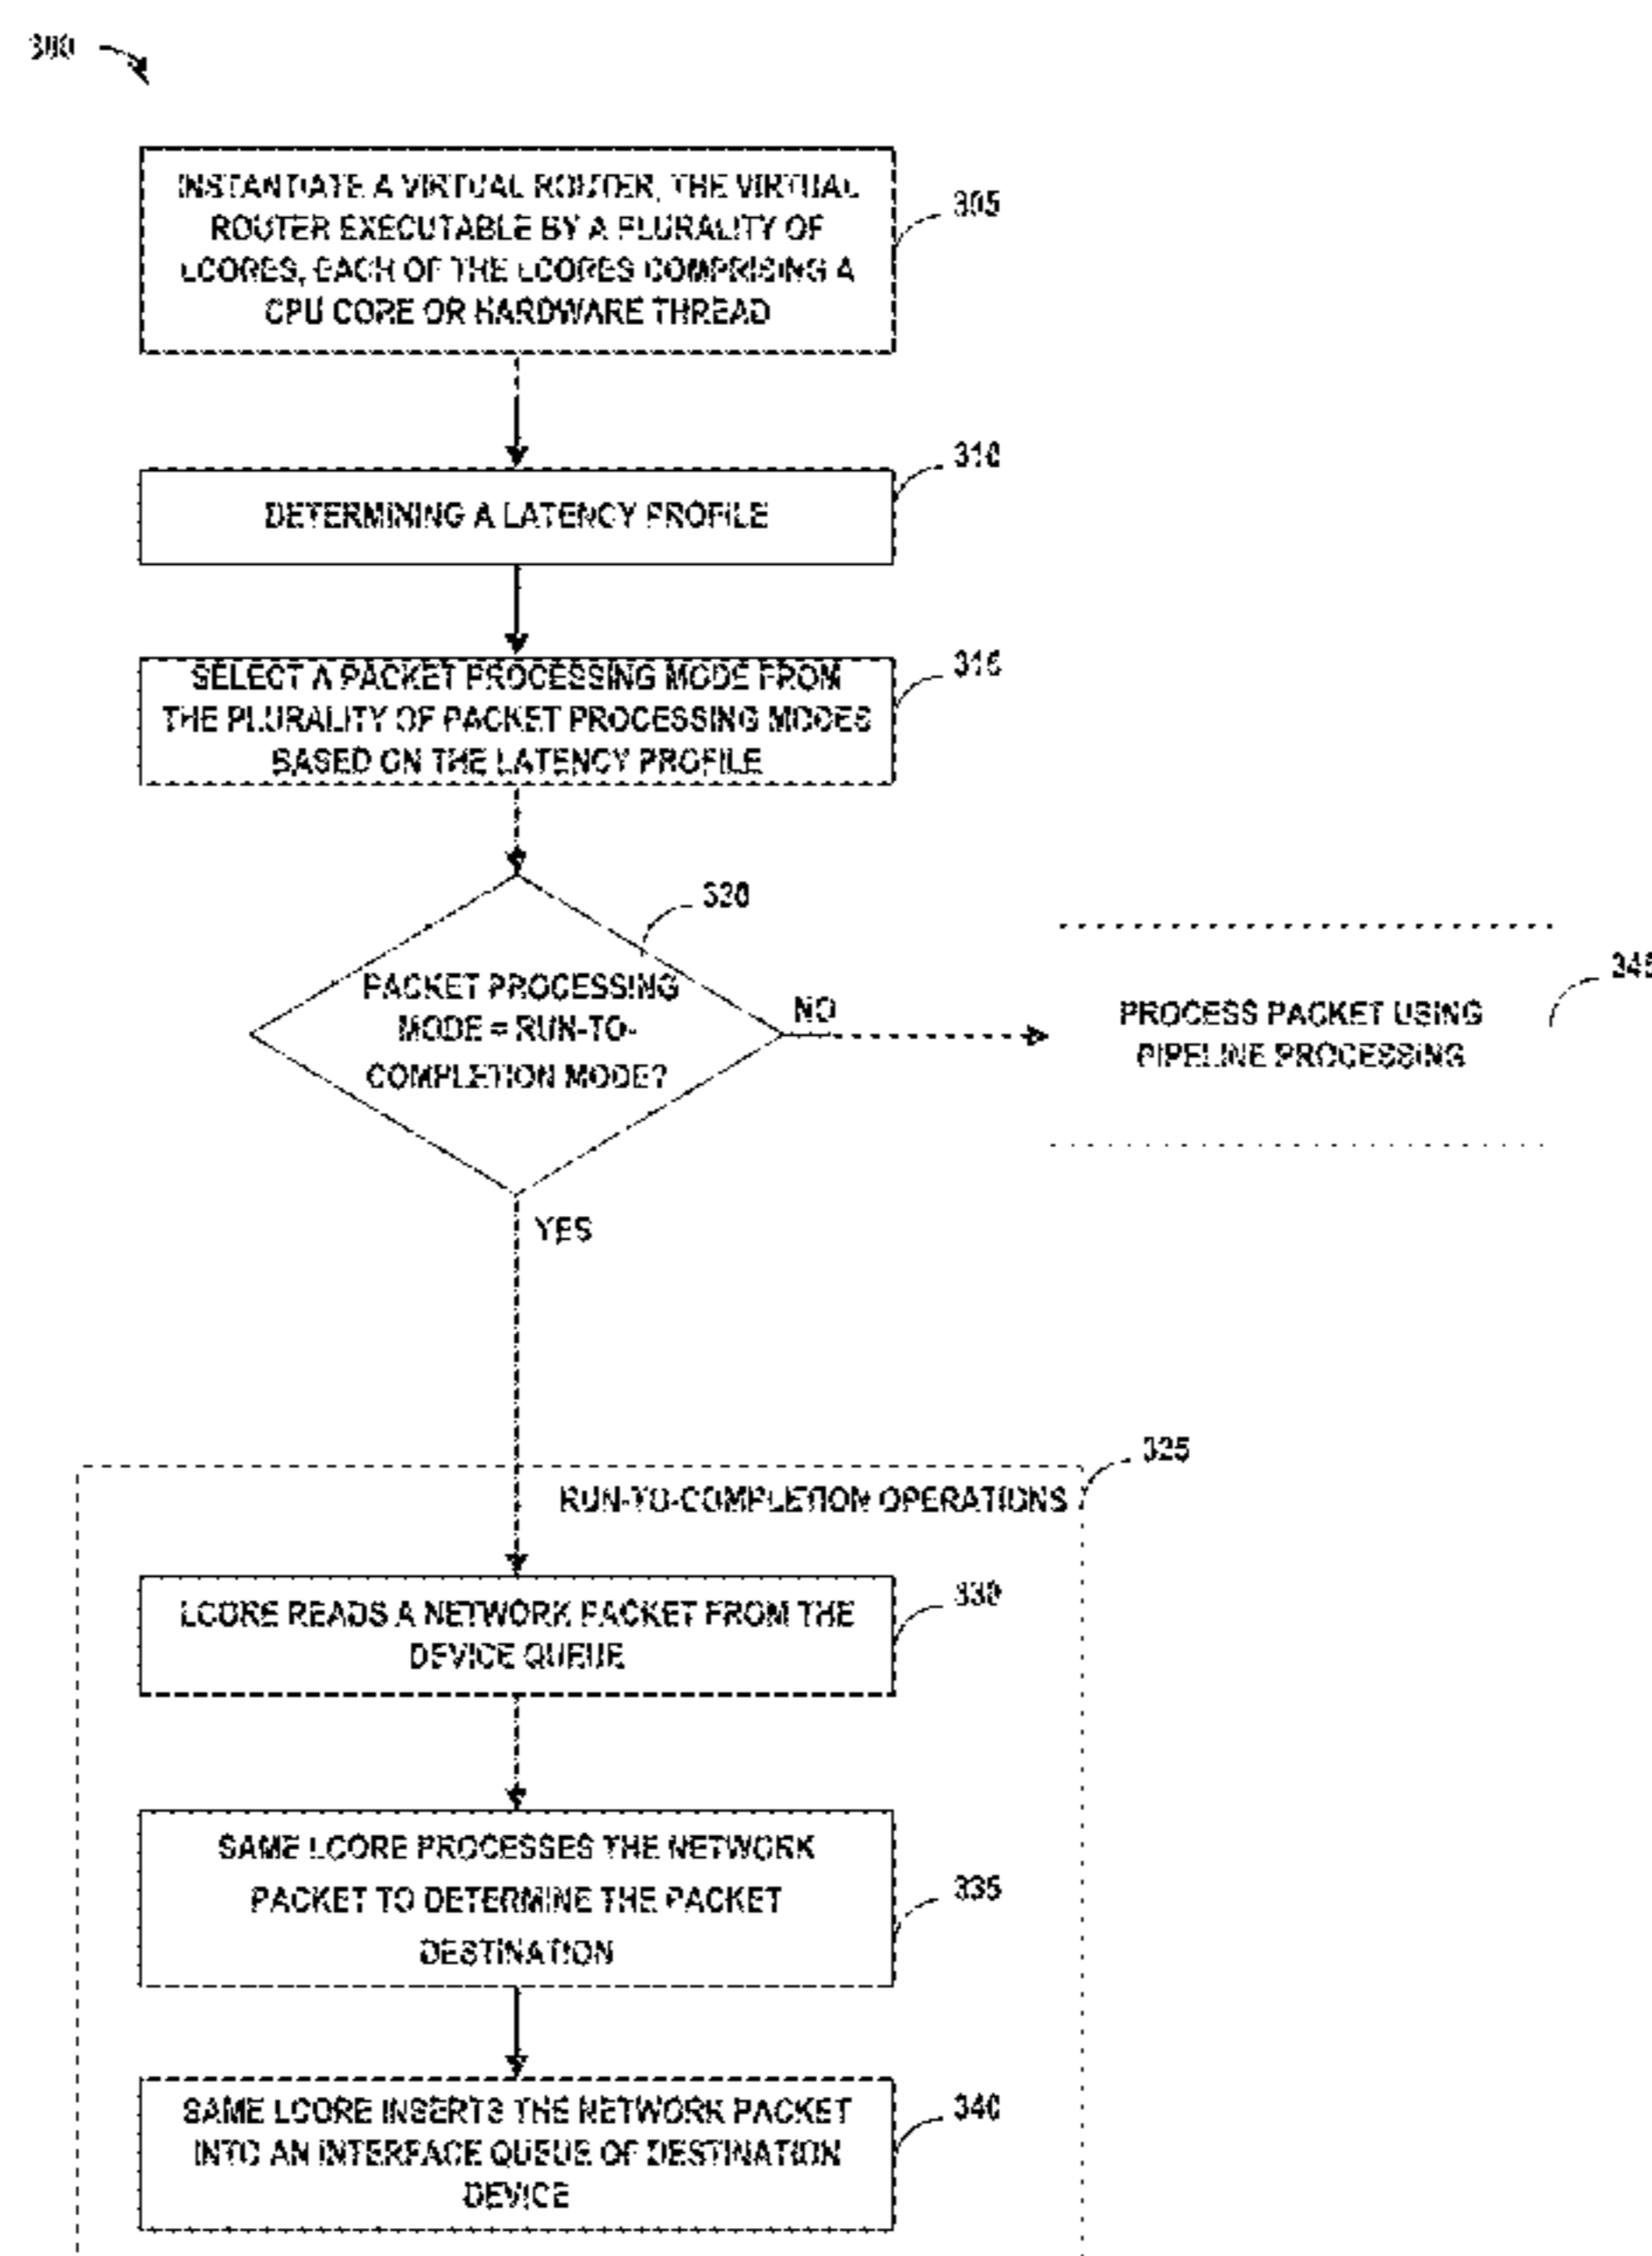 300
INSTANTIATE A VIRTUAL ROUTER, THE VIRTUAL
ROUTER EXECUTABLE BY A PLURALITY OF
LCORES, EACH OF THE LCORES COMPRISING A
CPU CORE OR HARDWARE THREAD
305
310
DETERMINING A LATENCY PROFILE
315
SELECT A PACKET PROCESSING MODE FROM
THE PLURALITY OF PACKET PROCESSING MODES
BASED ON THE LATENCY PROFILE
320
PACKET PROCESSING
MODE = RUN-TO-
COMPLETION MODE?
NO
345
PROCESS PACKET USING
PIPELINE PROCESSING
YES
325
RUN-TO-COMPLETION OPERATIONS
330
LCORE READS A NETWORK PACKET FROM THE
DEVICE QUEUE
SAME LCORE PROCESSES THE NETWORK
PACKET TO DETERMINE THE PACKET
DESTINATION
335
SAME LCORE INSERTS THE NETWORK PACKET
INTO AN INTERFACE QUEUE OF DESTINATION
DEVICE
340